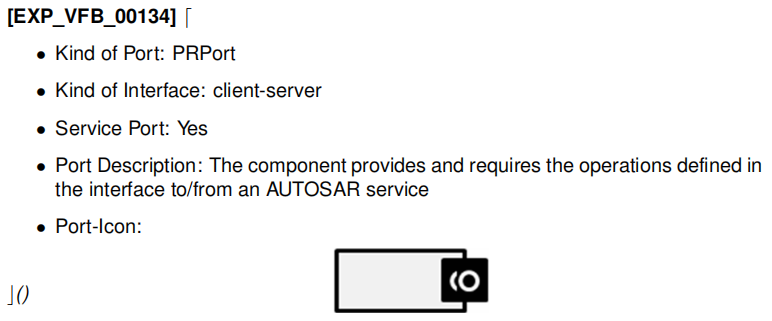 [EXP_VFB_00134] ⌈
• Kind of Port: PRPort
• Kind of Interface: client-server
• Service Port: Yes
• Port Description: The component provides and requires the operations defined in
the interface to/from an AUTOSAR service
• Port-Icon:
⌋()